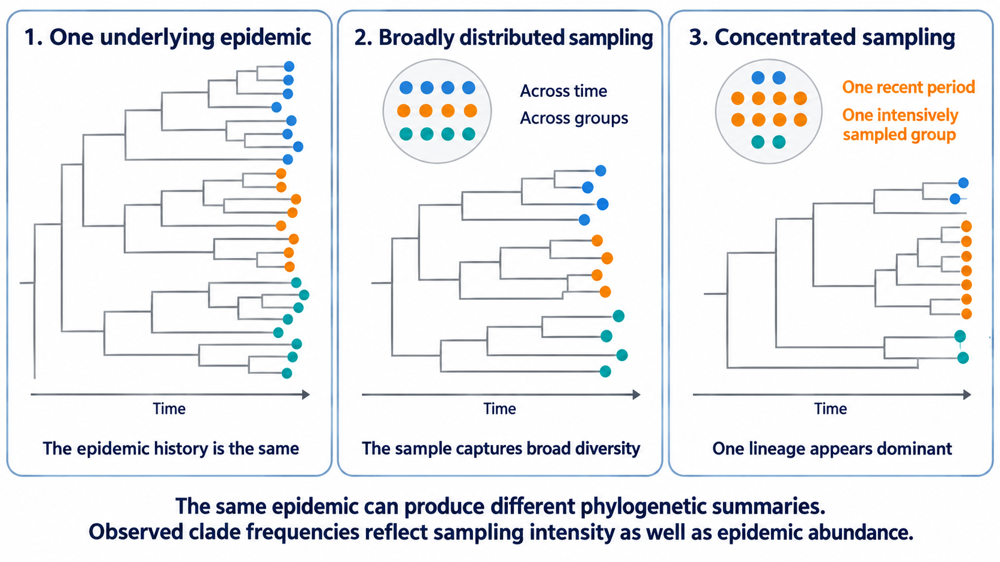 1. One underlying epidemic
Time
The epidemic history is the same
2. Broadly distributed sampling
Across time
Across groups
Time
The sample captures broad diversity
3. Concentrated sampling
One recent period
One intensively
sampled group
Time
One lineage appears dominant
The same epidemic can produce different phylogenetic summaries.
Observed clade frequencies reflect sampling intensity as well as epidemic abundance.